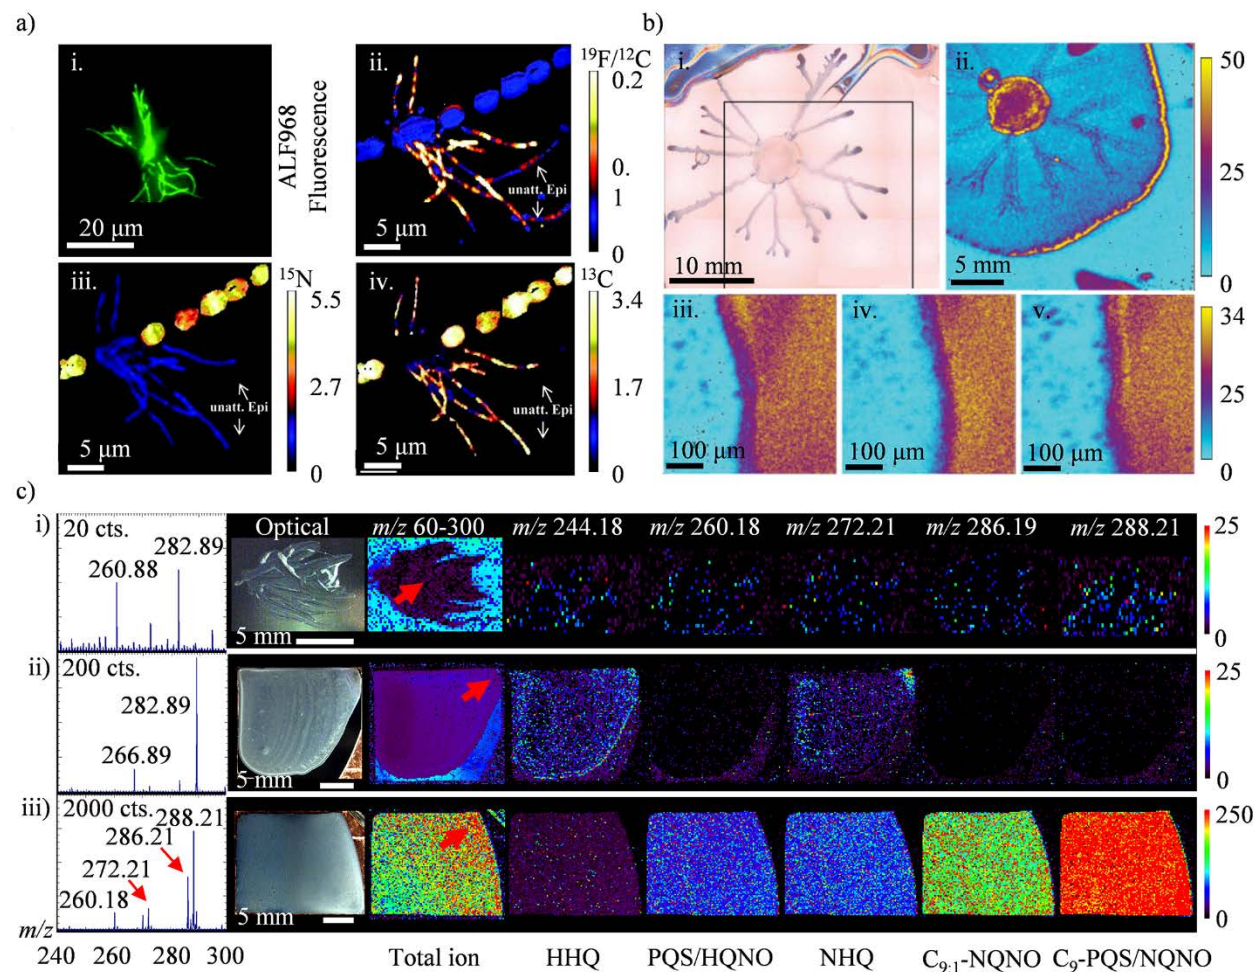 a)
i.
20 μm
ALF968
Fluorescence
ii.
¹⁹F/¹²C
0.2
0.
1
0
unatt. Epi
5 μm
iii.
¹⁵N
5.5
2.7
0
unatt. Epi
5 μm
iv.
¹³C
3.4
1.7
0
unatt. Epi
5 μm
b)
i.
10 mm
ii.
50
25
0
5 mm
iii.
100 μm
iv.
100 μm
v.
100 μm
34
25
0
c)
Optical m/z 60-300 m/z 244.18 m/z 260.18 m/z 272.21 m/z 286.19 m/z 288.21
i)
20 cts.
282.89
260.88
5 mm
25
0
ii)
200 cts.
282.89
266.89
5 mm
25
0
iii)
2000 cts.
288.21
286.21
272.21
260.18
5 mm
250
0
m/z
240 260 280 300
Total ion HHQ PQS/HQNO NHQ C₉:₁-NQNO C₉-PQS/NQNO